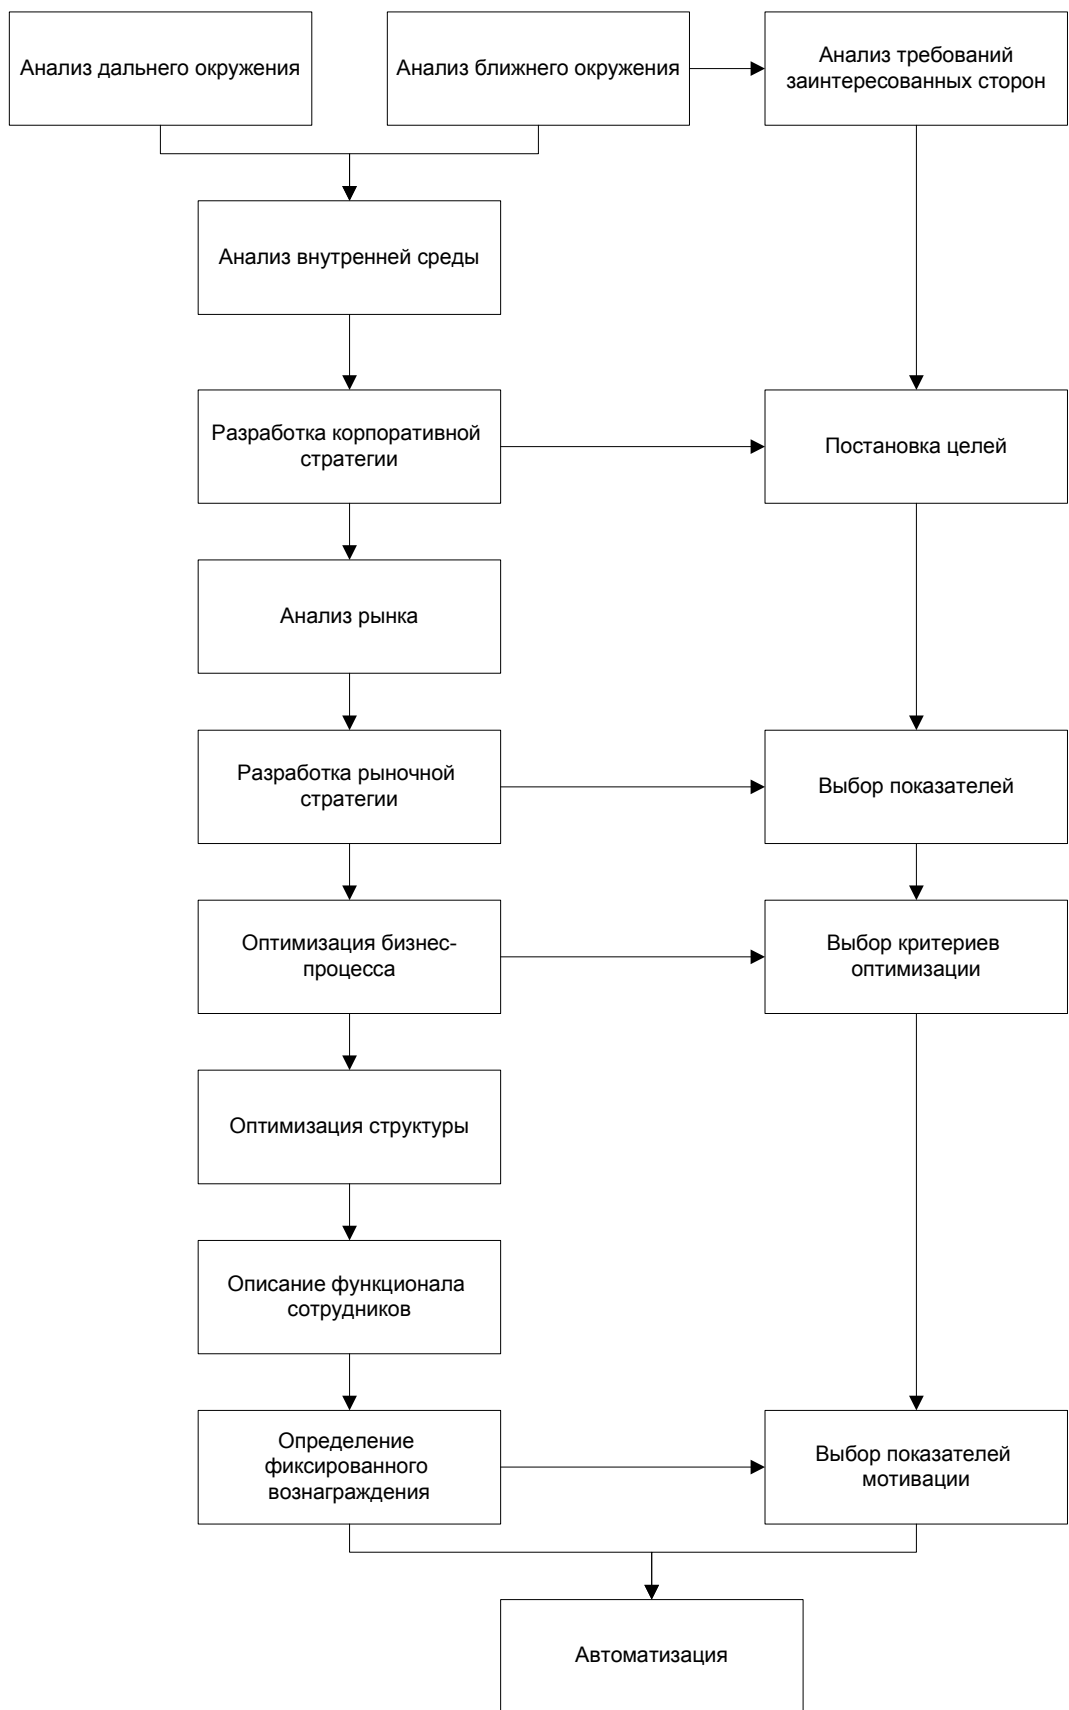 Анализ дальнего окружения
Анализ ближнего окружения
Анализ требований
заинтересованных сторон
Анализ внутренней среды
Разработка корпоративной
стратегии
Постановка целей
Анализ рынка
Разработка рыночной
стратегии
Выбор показателей
Оптимизация бизнес-
процесса
Выбор критериев
оптимизации
Оптимизация структуры
Описание функционала
сотрудников
Определение
фиксированного
вознаграждения
Выбор показателей
мотивации
Автоматизация